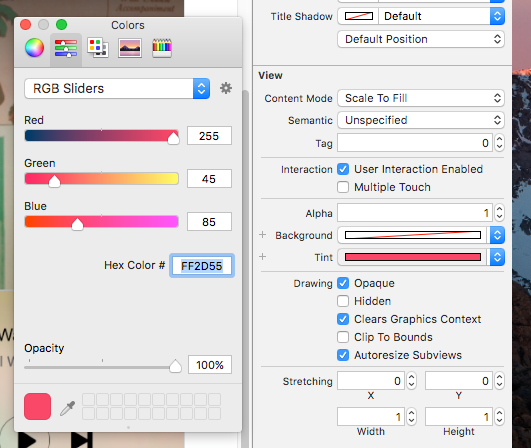 Colors
RGB Sliders
Red
255
Green
45
Blue
85
Hex Color # FF2D55
Opacity
100%
Title Shadow Default
Default Position
View
Content Mode Scale To Fill
Semantic Unspecified
Tag 0
Interaction User Interaction Enabled
Multiple Touch
Alpha 1
Background
Tint
Drawing Opaque
Hidden
Clears Graphics Context
Clip To Bounds
Autoresize Subviews
Stretching 0 0
X Y
1 1
Width Height